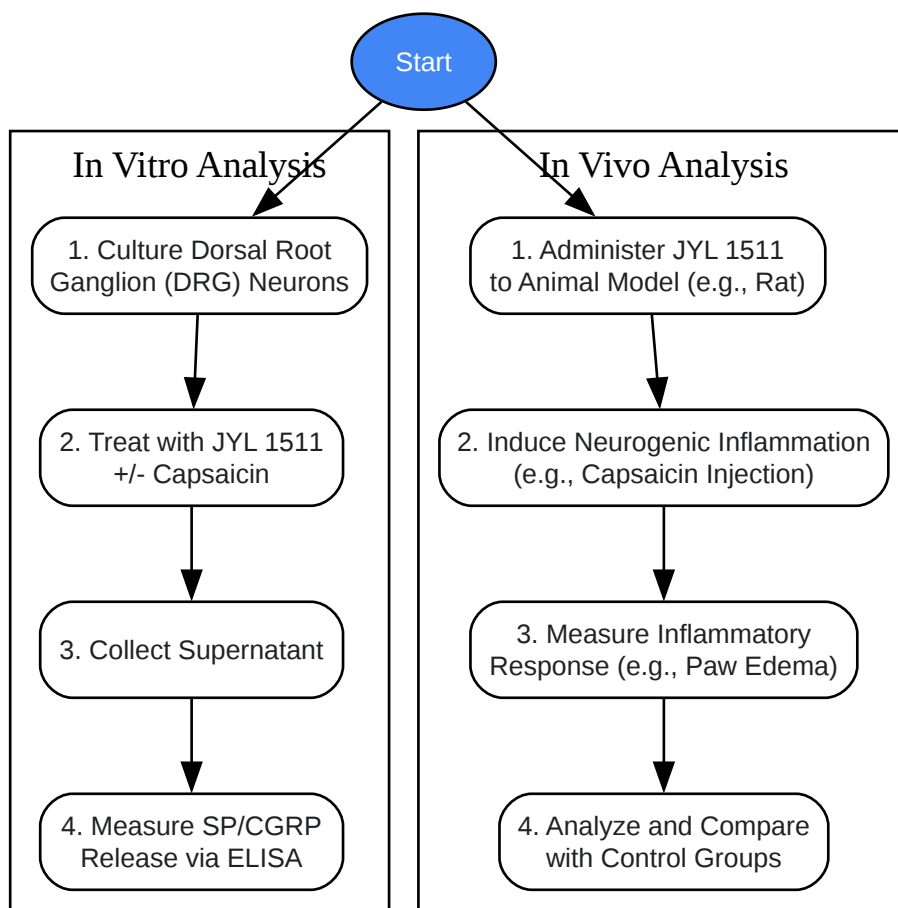 Start
In Vitro Analysis
1. Culture Dorsal Root
Ganglion (DRG) Neurons
2. Treat with JYL 1511
+/- Capsaicin
3. Collect Supernatant
4. Measure SP/CGRP
Release via ELISA
In Vivo Analysis
1. Administer JYL 1511
to Animal Model (e.g., Rat)
2. Induce Neurogenic Inflammation
(e.g., Capsaicin Injection)
3. Measure Inflammatory
Response (e.g., Paw Edema)
4. Analyze and Compare
with Control Groups